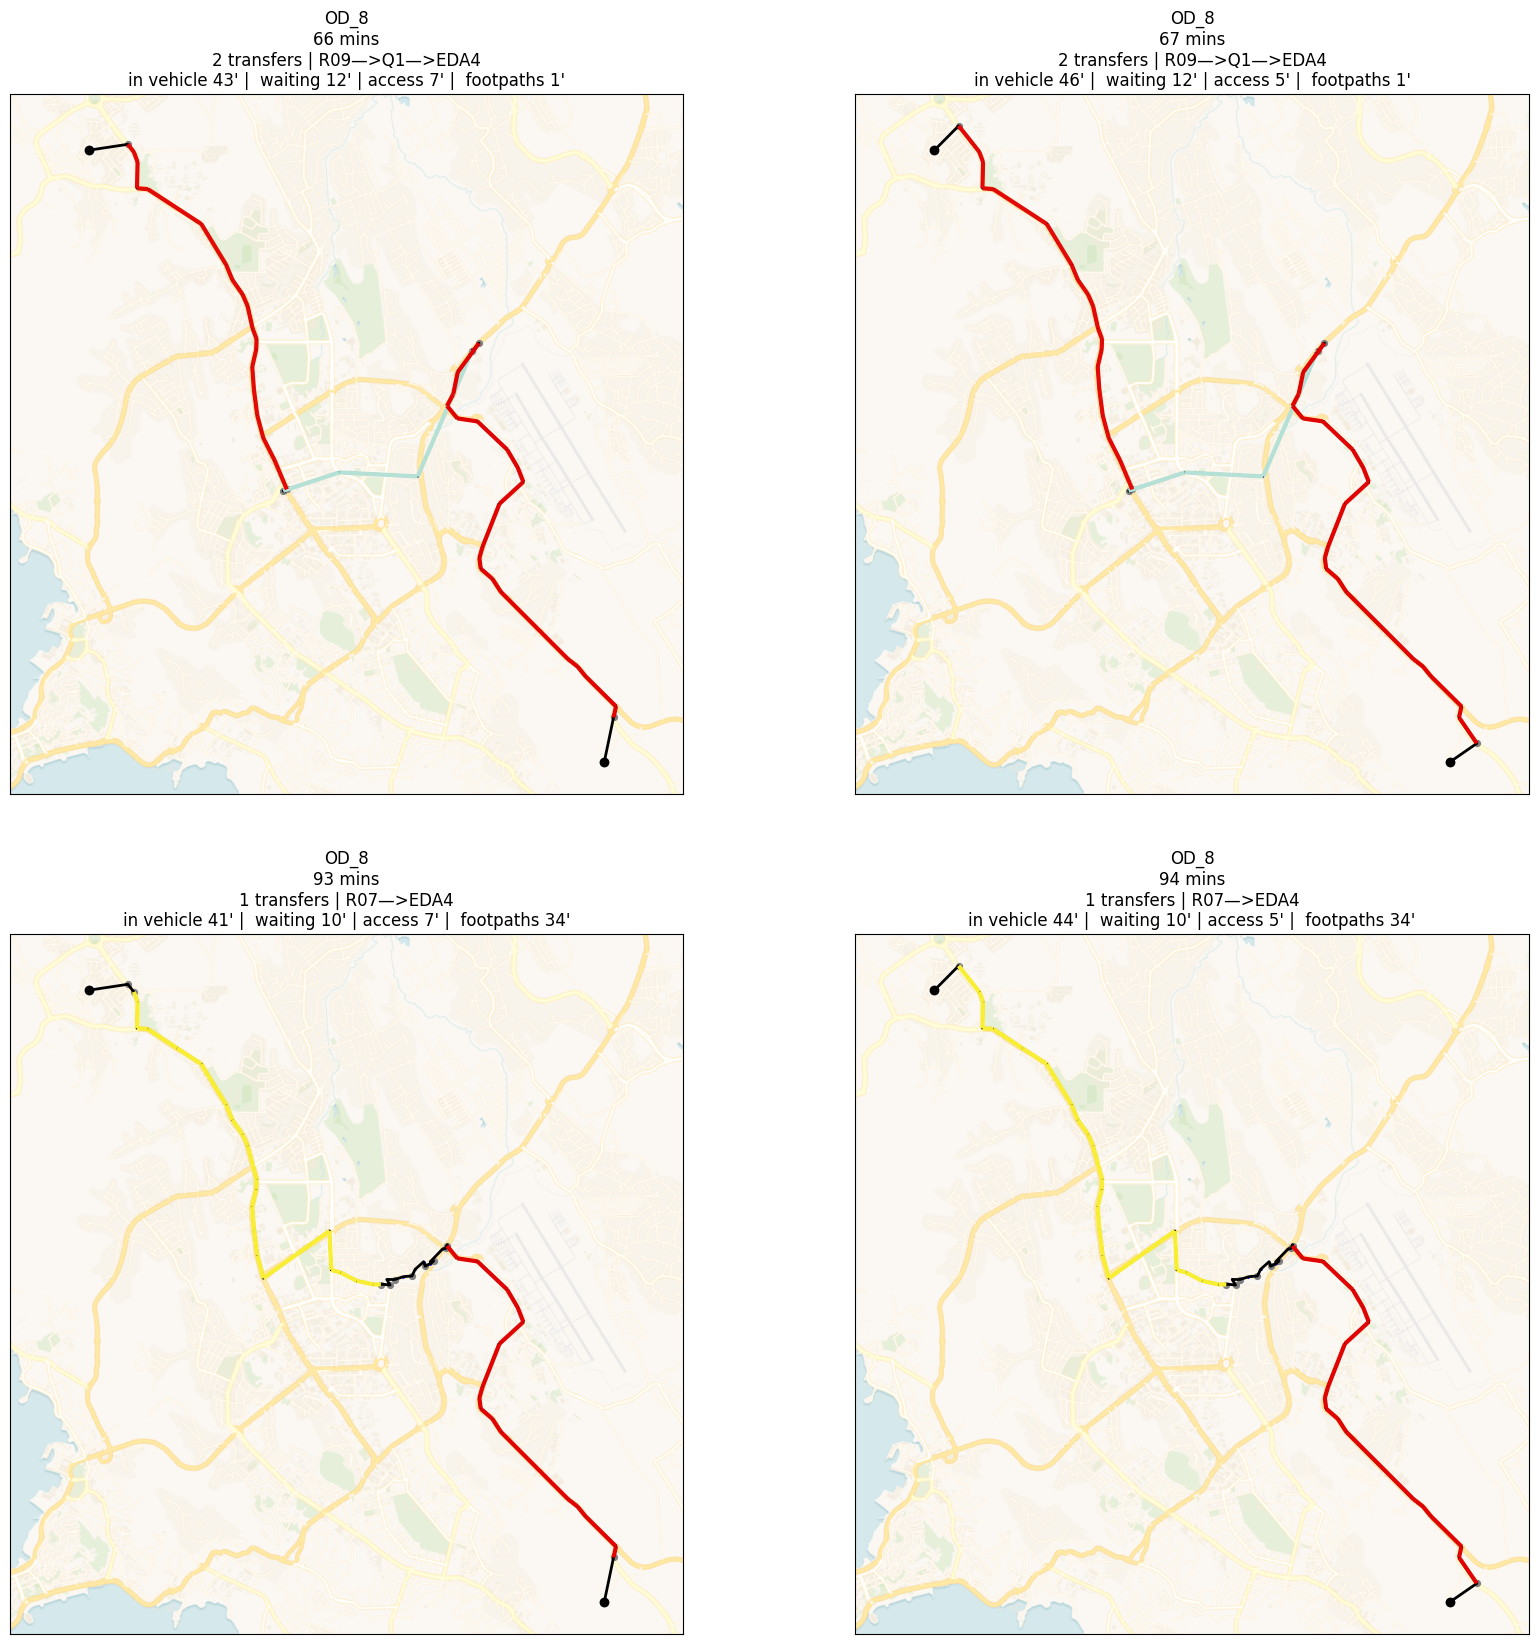 OD_8
66 mins
2 transfers | R09—>Q1—>EDA4
in vehicle 43' |  waiting 12' | access 7' |  footpaths 1'
OD_8
67 mins
2 transfers | R09—>Q1—>EDA4
in vehicle 46' |  waiting 12' | access 5' |  footpaths 1'
OD_8
93 mins
1 transfers | R07—>EDA4
in vehicle 41' |  waiting 10' | access 7' |  footpaths 34'
OD_8
94 mins
1 transfers | R07—>EDA4
in vehicle 44' |  waiting 10' | access 5' |  footpaths 34'